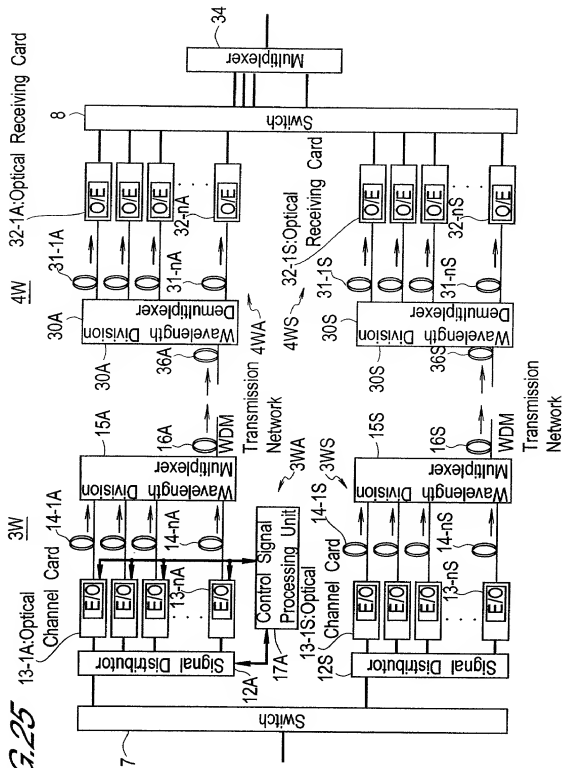 FIG.25
3W
4W
13-1A:Optical
Channel Card
14-1A
15A
16A
WDM
Transmission
Network
30A
36A
31-1A
32-1A:Optical Receiving Card
8
34
7
Switch
Signal Distributor
12A
E/O
E/O
E/O
E/O
13-nA
14-nA
Wavelength Division
Multiplexer
Wavelength Division
Demultiplexer
30A
31-nA
O/E
O/E
O/E
O/E
32-nA
Switch
Multiplexer
Control Signal
Processing Unit
17A
3WA
4WA
3WS
4WS
13-1S:Optical
Channel Card
12S
Signal Distributor
14-1S
E/O
E/O
E/O
E/O
13-nS
14-nS
15S
Wavelength Division
Multiplexer
16S
WDM
Transmission
Network
30S
36S
30S
Wavelength Division
Demultiplexer
31-1S
31-nS
32-1S:Optical
Receiving Card
O/E
O/E
O/E
O/E
32-nS